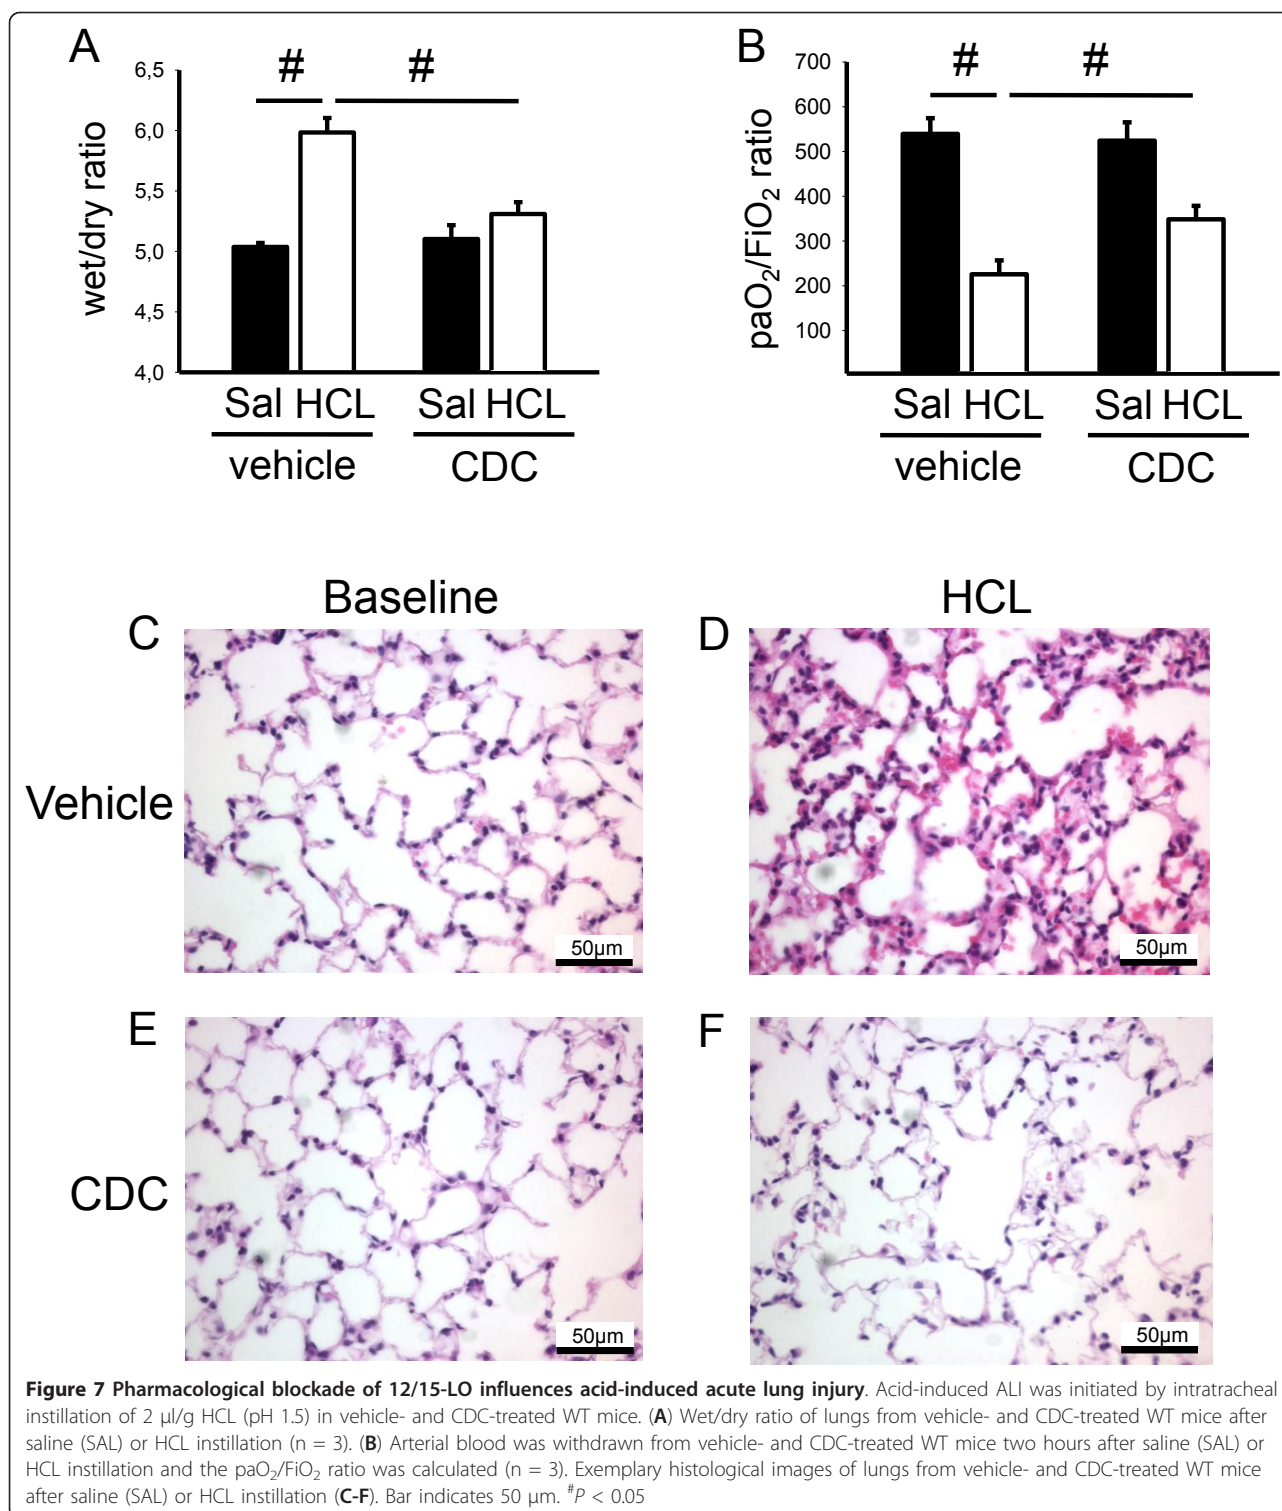 A
6,5
6,0
5,5
5,0
4,5
4,0
wet/dry ratio
# #
Sal HCL Sal HCL
vehicle CDC
B
700
600
500
400
300
200
100
paO₂/FiO₂ ratio
# #
Sal HCL Sal HCL
vehicle CDC
Baseline HCL
C D
Vehicle
50µm 50µm
E F
CDC
50µm 50µm
Figure 7 Pharmacological blockade of 12/15-LO influences acid-induced acute lung injury. Acid-induced ALI was initiated by intratracheal
instillation of 2 µl/g HCL (pH 1.5) in vehicle- and CDC-treated WT mice. (A) Wet/dry ratio of lungs from vehicle- and CDC-treated WT mice after
saline (SAL) or HCL instillation (n = 3). (B) Arterial blood was withdrawn from vehicle- and CDC-treated WT mice two hours after saline (SAL) or
HCL instillation and the paO₂/FiO₂ ratio was calculated (n = 3). Exemplary histological images of lungs from vehicle- and CDC-treated WT mice
after saline (SAL) or HCL instillation (C-F). Bar indicates 50 µm. #P < 0.05